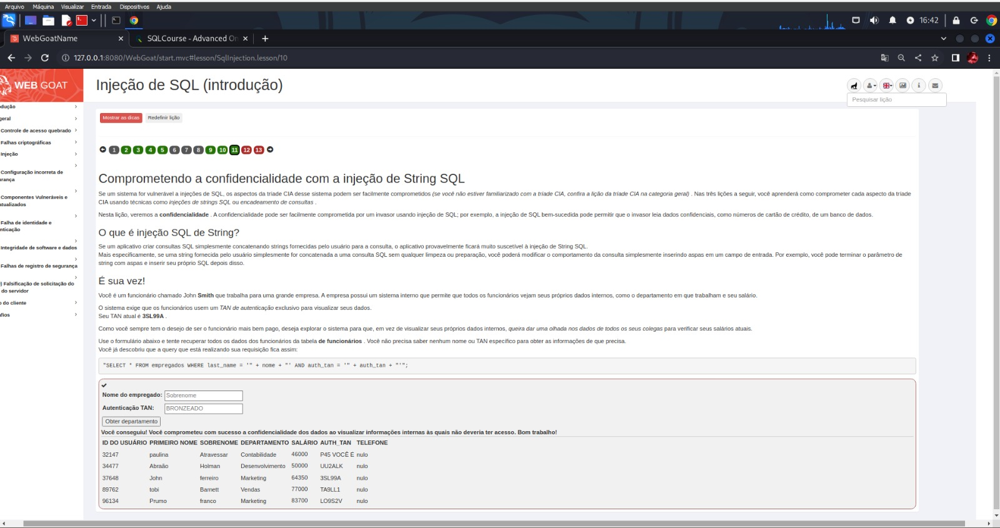 Arquivo Máquina Visualizar Entrada Dispositivos Ajuda
16:42
WebGoatName
SQLCourse - Advanced On
127.0.0.1:8080/WebGoat/start.mvc#lesson/SqlInjection.lesson/10
WEB GOAT
Injeção de SQL (introdução)
Pesquisar lição
odução
geral
Controle de acesso quebrado
Falhas criptográficas
Injeção
Configuração incorreta de
urança
Componentes Vulneráveis e
atualizados
Falha de identidade e
nticação
Integridade de software e dados
Falhas de registro de segurança
) Falsificação de solicitação do
do servidor
o do cliente
afios
Mostrar as dicas Redefinir lição
1 2 3 4 5 6 7 8 9 10 11 12 13
Comprometendo a confidencialidade com a injeção de String SQL
Se um sistema for vulnerável a injeções de SQL, os aspectos da tríade CIA desse sistema podem ser facilmente comprometidos (se você não estiver familiarizado com a tríade CIA, confira a lição da tríade CIA na categoria geral) . Nas três lições a seguir, você aprenderá como comprometer cada aspecto da tríade
CIA usando técnicas como injeções de strings SQL ou encadeamento de consultas .
Nesta lição, veremos a confidencialidade . A confidencialidade pode ser facilmente comprometida por um invasor usando injeção de SQL; por exemplo, a injeção de SQL bem-sucedida pode permitir que o invasor leia dados confidenciais, como números de cartão de crédito, de um banco de dados.
O que é injeção SQL de String?
Se um aplicativo criar consultas SQL simplesmente concatenando strings fornecidas pelo usuário para a consulta, o aplicativo provavelmente ficará muito suscetível à injeção de String SQL.
Mais especificamente, se uma string fornecida pelo usuário simplesmente for concatenada a uma consulta SQL sem qualquer limpeza ou preparação, você poderá modificar o comportamento da consulta simplesmente inserindo aspas em um campo de entrada. Por exemplo, você pode terminar o parâmetro de
string com aspas e inserir seu próprio SQL depois disso.
É sua vez!
Você é um funcionário chamado John Smith que trabalha para uma grande empresa. A empresa possui um sistema interno que permite que todos os funcionários vejam seus próprios dados internos, como o departamento em que trabalham e seu salário.
O sistema exige que os funcionários usem um TAN de autenticação exclusivo para visualizar seus dados.
Seu TAN atual é 3SL99A .
Como você sempre tem o desejo de ser o funcionário mais bem pago, deseja explorar o sistema para que, em vez de visualizar seus próprios dados internos, queira dar uma olhada nos dados de todos os seus colegas para verificar seus salários atuais.
Use o formulário abaixo e tente recuperar todos os dados dos funcionários da tabela de funcionários . Você não precisa saber nenhum nome ou TAN específico para obter as informações de que precisa.
Você já descobriu que a query que está realizando sua requisição fica assim:
"SELECT * FROM empregados WHERE last_name = '" + nome + "' AND auth_tan = '" + auth_tan + "'";
Nome do empregado: Sobrenome
Autenticação TAN: BRONZEADO
Obter departamento
Você conseguiu! Você comprometeu com sucesso a confidencialidade dos dados ao visualizar informações internas às quais não deveria ter acesso. Bom trabalho!
ID DO USUÁRIO PRIMEIRO NOME SOBRENOME DEPARTAMENTO SALÁRIO AUTH_TAN TELEFONE
32147 paulina Atravessar Contabilidade 46000 P45 VOCÊ É nulo
34477 Abraão Holman Desenvolvimento 50000 UU2ALK nulo
37648 John ferreiro Marketing 64350 3SL99A nulo
89762 tobi Barnett Vendas 77000 TA9LL1 nulo
96134 Prumo franco Marketing 83700 LO9S2V nulo